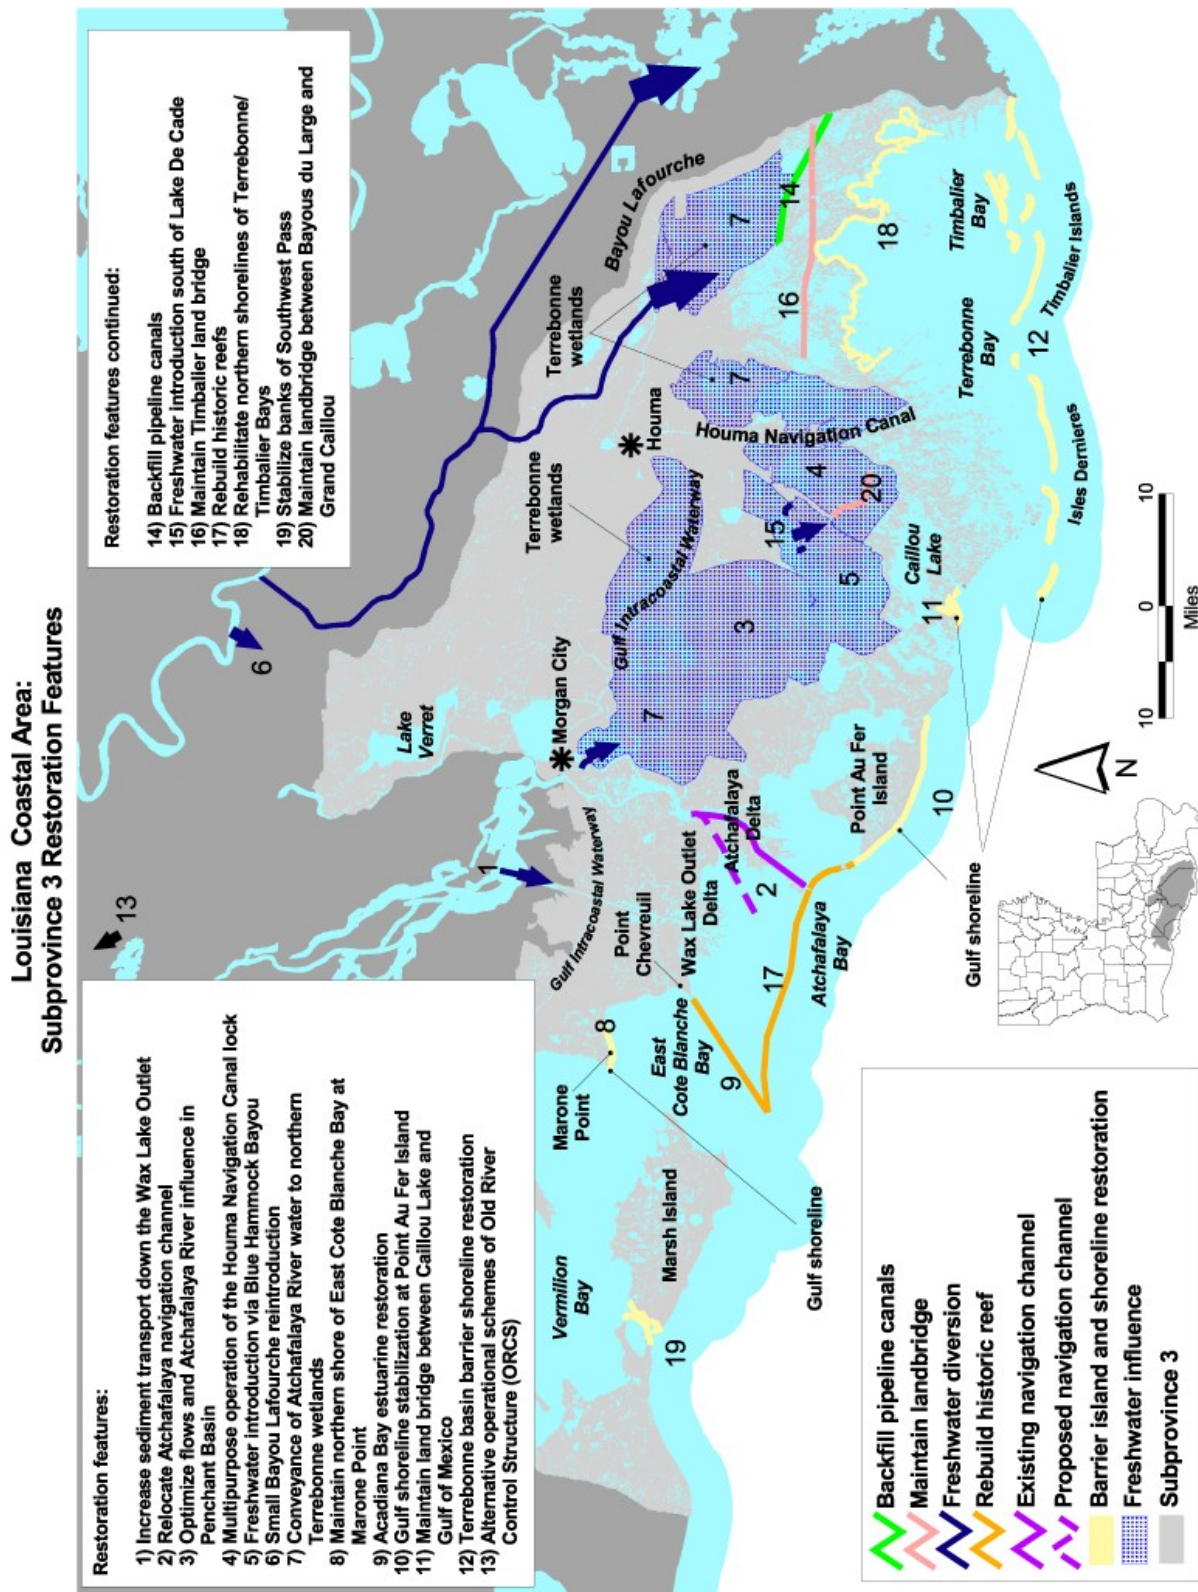 Louisiana Coastal Area:
Subprovince 3 Restoration Features
Restoration features:
1) Increase sediment transport down the Wax Lake Outlet
2) Relocate Atchafalaya navigation channel
3) Optimize flows and Atchafalaya River influence in
Penchant Basin
4) Multipurpose operation of the Houma Navigation Canal lock
5) Freshwater introduction via Blue Hammock Bayou
6) Small Bayou Lafourche reintroduction
7) Conveyance of Atchafalaya River water to northern
Terrebonne wetlands
8) Maintain northern shore of East Cote Blanche Bay at
Marone Point
9) Acadiana Bay estuarine restoration
10) Gulf shoreline stabilization at Point Au Fer Island
11) Maintain land bridge between Caillou Lake and
Gulf of Mexico
12) Terrebonne basin barrier shoreline restoration
13) Alternative operational schemes of Old River
Control Structure (ORCS)
Restoration features continued:
14) Backfill pipeline canals
15) Freshwater introduction south of Lake De Cade
16) Maintain Timbalier land bridge
17) Rebuild historic reefs
18) Rehabilitate northern shorelines of Terrebonne/
Timbalier Bays
19) Stabilize banks of Southwest Pass
20) Maintain landbridge between Bayous du Large and
Grand Caillou
13
6
1
Lake
Verret
Morgan City
Gulf Intracoastal Waterway
Terrebonne
wetlands
Houma
Terrebonne
wetlands
Bayou Lafourche
7
14
16
18
7
Houma Navigation Canal
4
20
15
5
Gulf Intracoastal Waterway
3
7
Vermilion
Bay
Marone
Point
8
Point
Chevreuil
Wax Lake Outlet
Delta
Atchafalaya
Delta
2
East
Cote Blanche
Bay
9
17
Atchafalaya
Bay
Point Au Fer
Island
10
Caillou
Lake
11
Terrebonne
Bay
Timbalier
Bay
Isles Dernieres
12
Timbalier Islands
Marsh Island
19
Gulf shoreline
Gulf shoreline
N
10
0
10
Miles
Backfill pipeline canals
Maintain landbridge
Freshwater diversion
Rebuild historic reef
Existing navigation channel
Proposed navigation channel
Barrier island and shoreline restoration
Freshwater influence
Subprovince 3